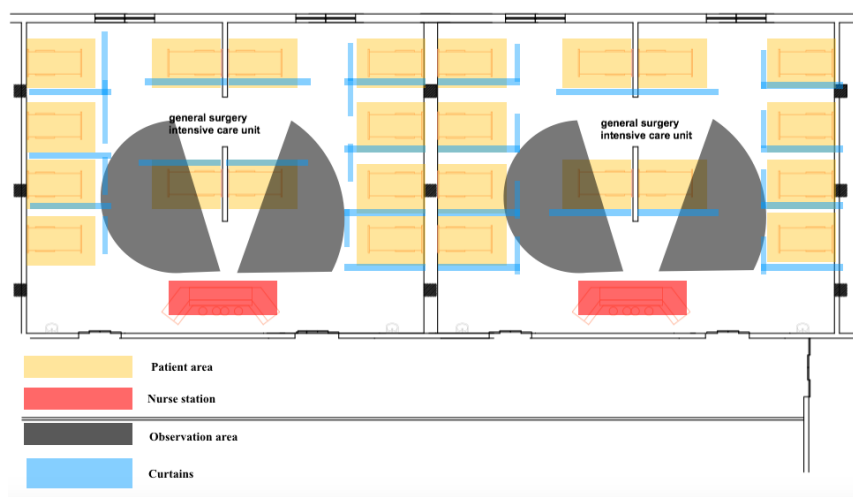 general surgery
intensive care unit
general surgery
intensive care unit
Patient area
Nurse station
Observation area
Curtains